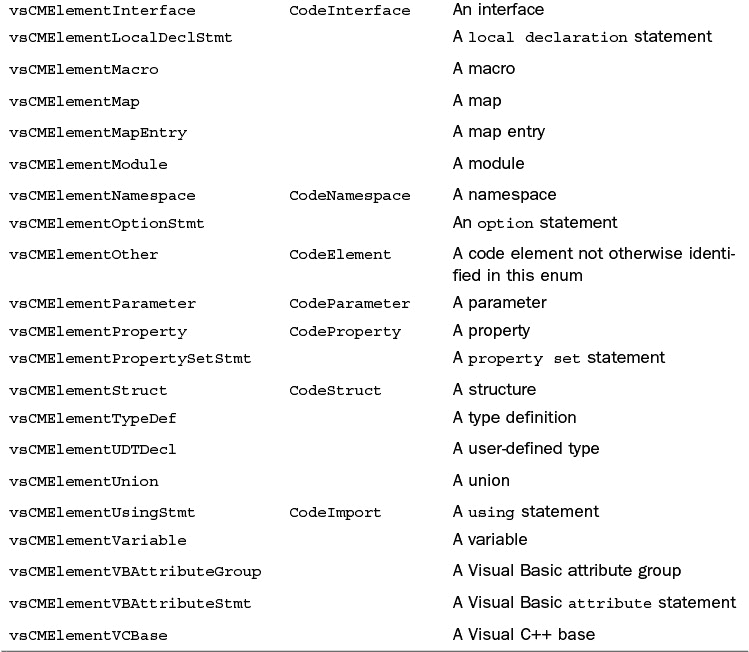 vsCMElementInterface CodeInterface An interface
vsCMElementLocalDeclStmt A local declaration statement
vsCMElementMacro A macro
vsCMElementMap A map
vsCMElementMapEntry A map entry
vsCMElementModule A module
vsCMElementNamespace CodeNamespace A namespace
vsCMElementOptionStmt An option statement
vsCMElementOther CodeElement A code element not otherwise identi-
fied in this enum
vsCMElementParameter CodeParameter A parameter
vsCMElementProperty CodeProperty A property
vsCMElementPropertySetStmt A property set statement
vsCMElementStruct CodeStruct A structure
vsCMElementTypeDef A type definition
vsCMElementUDTDecl A user-defined type
vsCMElementUnion A union
vsCMElementUsingStmt CodeImport A using statement
vsCMElementVariable A variable
vsCMElementVBAttributeGroup A Visual Basic attribute group
vsCMElementVBAttributeStmt A Visual Basic attribute statement
vsCMElementVCBase A Visual C++ base